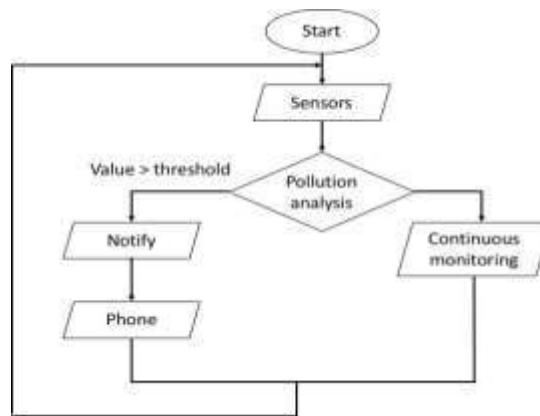 Start
Sensors
Value > threshold
Pollution
analysis
Notify
Continuous
monitoring
Phone